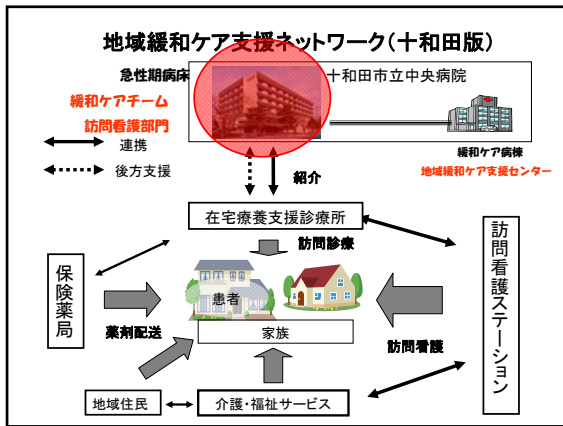 地域緩和ケア支援ネットワーク(十和田版)
急性期病床
十和田市立中央病院
緩和ケアチーム
訪問看護部門
連携
後方支援
緩和ケア病棟
地域緩和ケア支援センター
紹介
在宅療養支援診療所
訪問診療
保険薬局
訪問看護ステーション
患者
薬剤配送
家族
訪問看護
地域住民
介護・福祉サービス